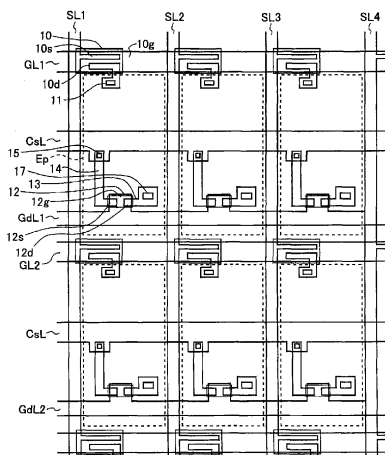 SL1 SL2 SL3 SL4
10
10s 10g
GL1
10d
11
CsL
15
Ep
14
17
13
12
12g
GdL1
12s
12d
GL2
CsL
GdL2